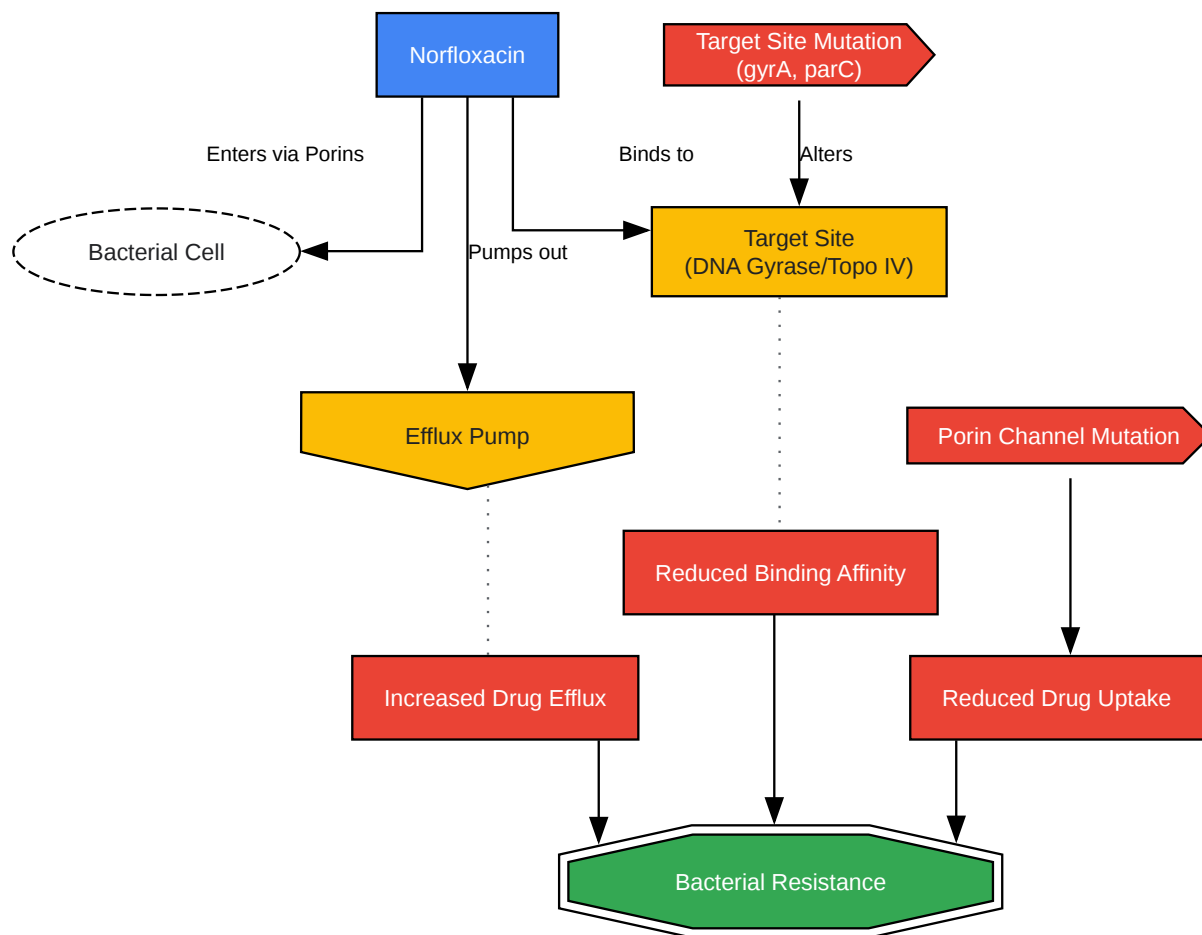 Norfloxacin
Target Site Mutation
(gyrA, parC)
Enters via Porins
Binds to
Alters
Bacterial Cell
Pumps out
Target Site
(DNA Gyrase/Topo IV)
Efflux Pump
Porin Channel Mutation
Reduced Binding Affinity
Increased Drug Efflux
Reduced Drug Uptake
Bacterial Resistance